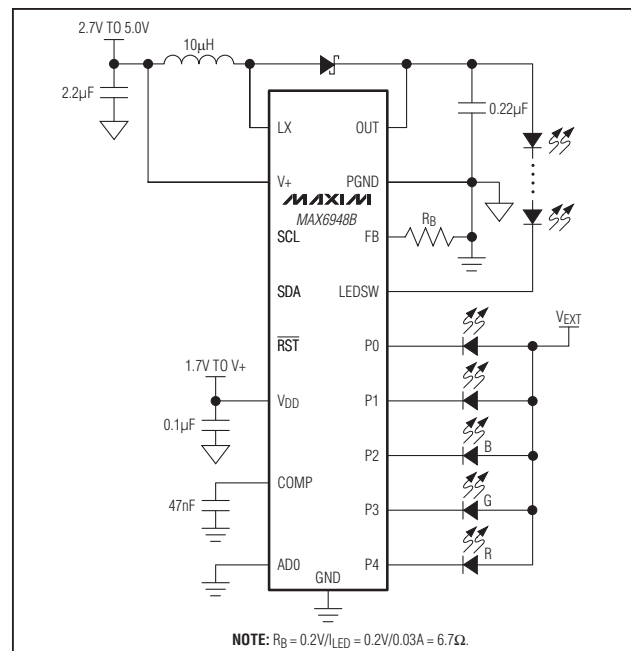 2.7V TO 5.0V
10μH
2.2μF
0.22μF
LX
OUT
V+
PGND
MAXIM
MAX6948B
SCL
FB
RB
SDA
LEDSW
RST
P0
VEXT
1.7V TO V+
VDD
P1
0.1μF
P2
B
COMP
47nF
P3
G
AD0
P4
R
GND
NOTE: RB = 0.2V/ILED = 0.2V/0.03A = 6.7Ω.